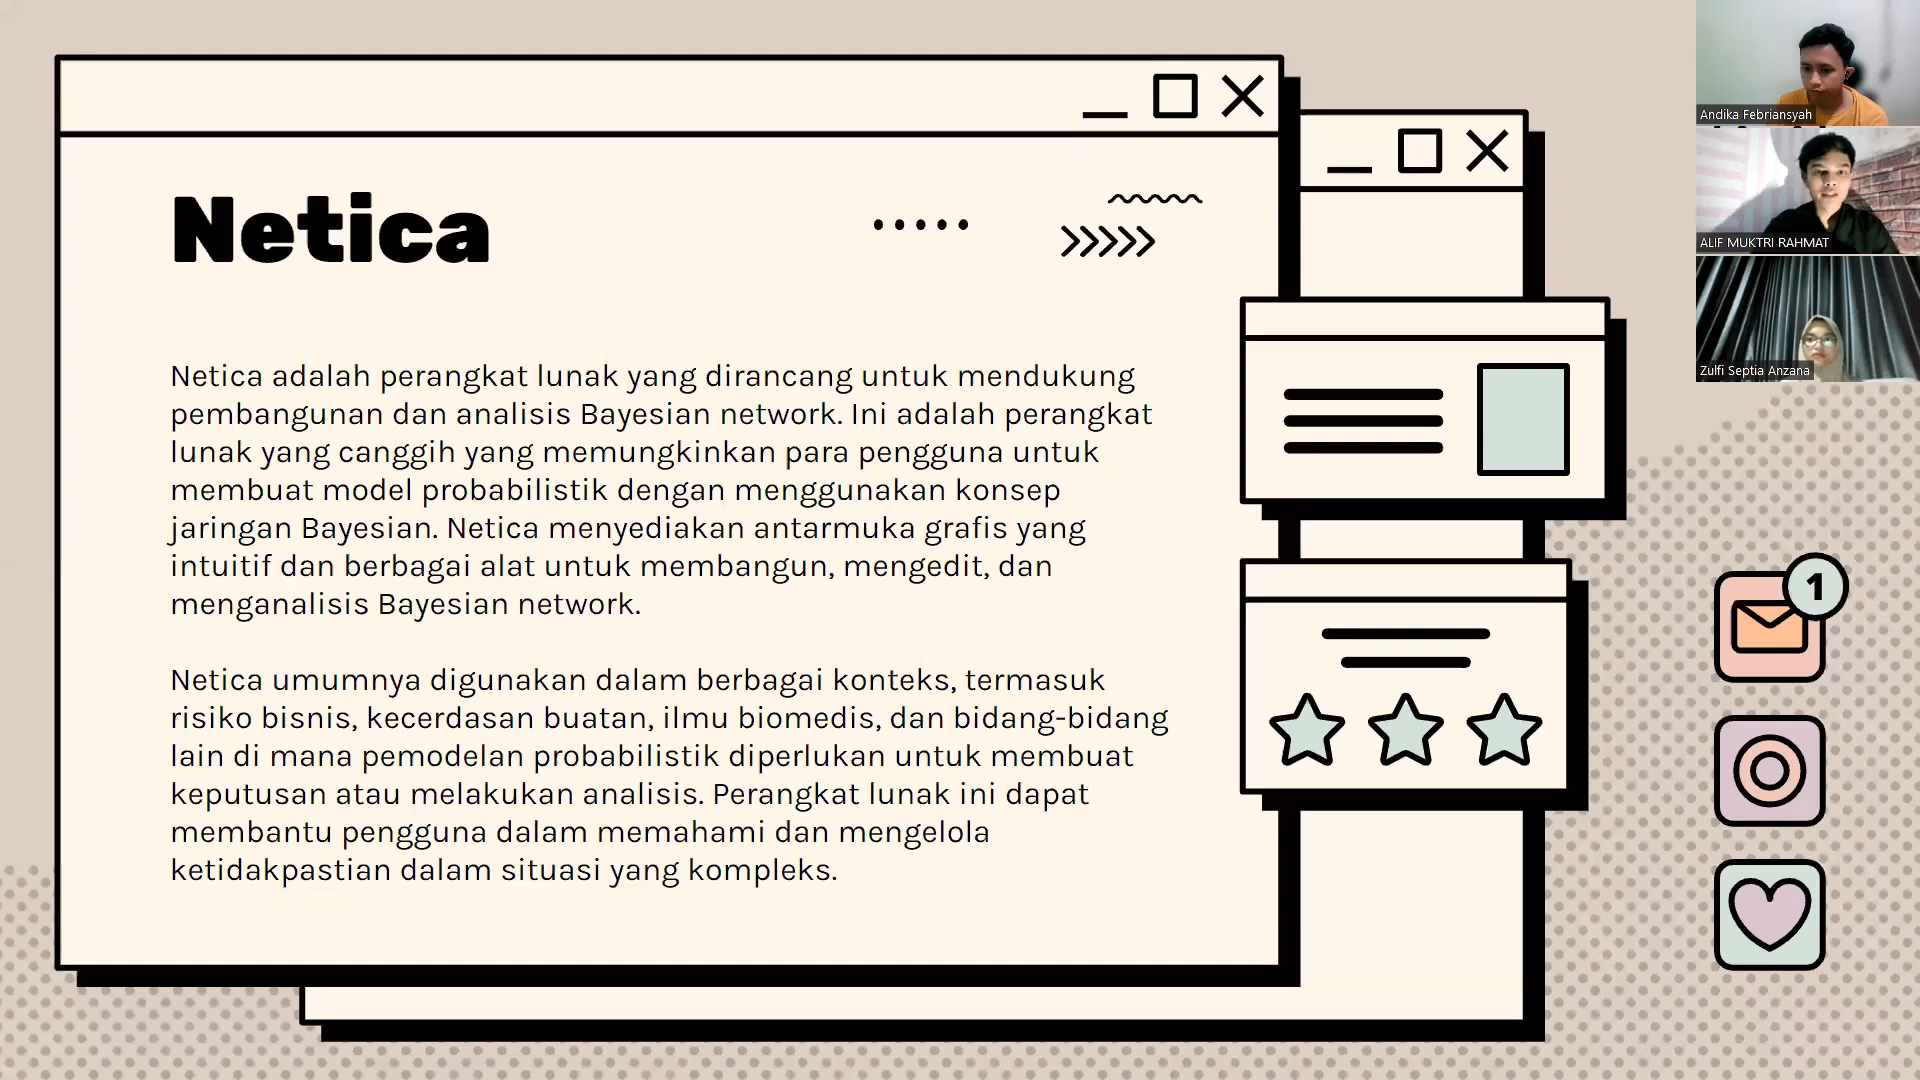 Netica
Netica adalah perangkat lunak yang dirancang untuk mendukung
pembangunan dan analisis Bayesian network. Ini adalah perangkat
lunak yang canggih yang memungkinkan para pengguna untuk
membuat model probabilistik dengan menggunakan konsep
jaringan Bayesian. Netica menyediakan antarmuka grafis yang
intuitif dan berbagai alat untuk membangun, mengedit, dan
menganalisis Bayesian network.
Netica umumnya digunakan dalam berbagai konteks, termasuk
risiko bisnis, kecerdasan buatan, ilmu biomedis, dan bidang-bidang
lain di mana pemodelan probabilistik diperlukan untuk membuat
keputusan atau melakukan analisis. Perangkat lunak ini dapat
membantu pengguna dalam memahami dan mengelola
ketidakpastian dalam situasi yang kompleks.
Andika Febriansyah
ALIF MUKTRI RAHMAT
Zulfi Septia Anzana
1